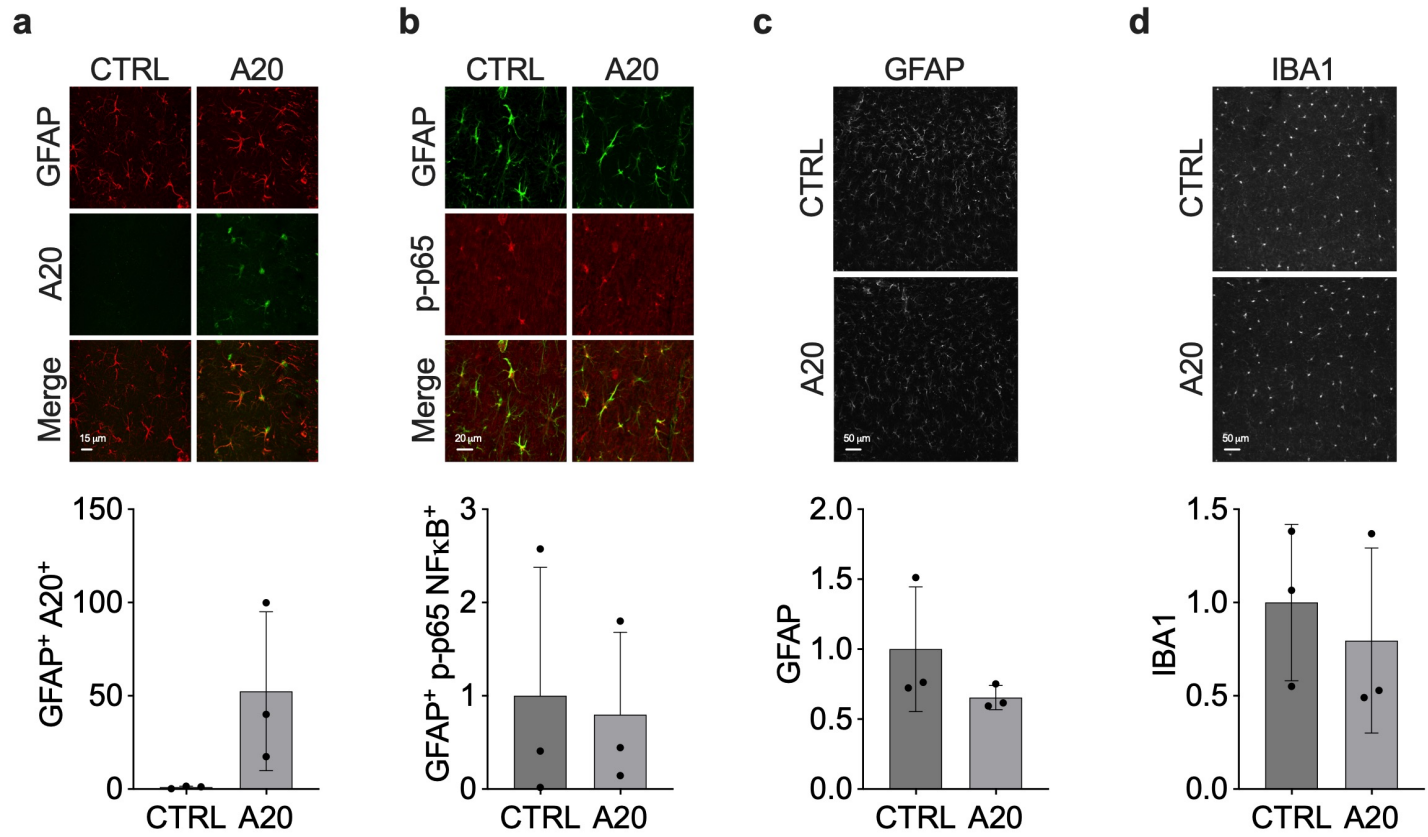 a
b
c
d
CTRL A20
GFAP
A20
Merge
15 μm
CTRL A20
GFAP
p-p65
Merge
20 μm
GFAP
CTRL
A20
50 μm
IBA1
CTRL
A20
50 μm
150
100
50
0
GFAP⁺ A20⁺
CTRL A20
3
2
1
0
GFAP⁺ p-p65 NFκB⁺
CTRL A20
2.0
1.5
1.0
0.5
0.0
GFAP
CTRL A20
1.5
1.0
0.5
0.0
IBA1
CTRL A20